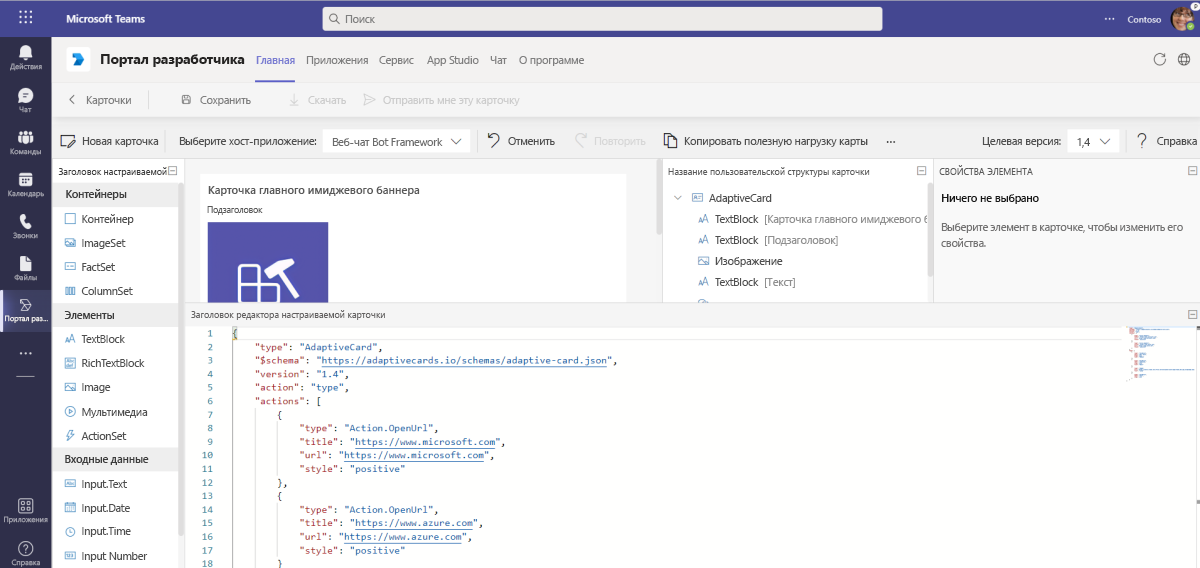 Microsoft Teams
Поиск
Contoso
Действия
Чат
Команды
Календарь
Звонки
Файлы
Портал раз...
Приложения
Справка
Портал разработчика
Главная
Приложения
Сервис
App Studio
Чат
О программе
Карточки
Сохранить
Скачать
Отправить мне эту карточку
Новая карточка
Выберите хост-приложение:
Веб-чат Bot Framework
Отменить
Повторить
Копировать полезную нагрузку карты
...
Целевая версия:
1,4
Справка
Заголовок настраиваемой
Контейнеры
Контейнер
ImageSet
FactSet
ColumnSet
Элементы
TextBlock
RichTextBlock
Image
Мультимедиа
ActionSet
Входные данные
Input.Text
Input.Date
Input.Time
Input Number
Карточка главного имиджевого баннера
Подзаголовок
Название пользовательской структуры карточки
AdaptiveCard
TextBlock [Карточка главного имиджевого б
TextBlock [Подзаголовок]
Изображение
TextBlock [Текст]
СВОЙСТВА ЭЛЕМЕНТА
Ничего не выбрано
Выберите элемент в карточке, чтобы изменить его
свойства.
Заголовок редактора настраиваемой карточки
1 {
2 "type": "AdaptiveCard",
3 "$schema": "https://adaptivecards.io/schemas/adaptive-card.json",
4 "version": "1.4",
5 "action": "type",
6 "actions": [
7 {
8 "type": "Action.OpenUrl",
9 "title": "https://www.microsoft.com",
10 "url": "https://www.microsoft.com",
11 "style": "positive"
12 },
13 {
14 "type": "Action.OpenUrl",
15 "title": "https://www.azure.com",
16 "url": "https://www.azure.com",
17 "style": "positive"
18 }